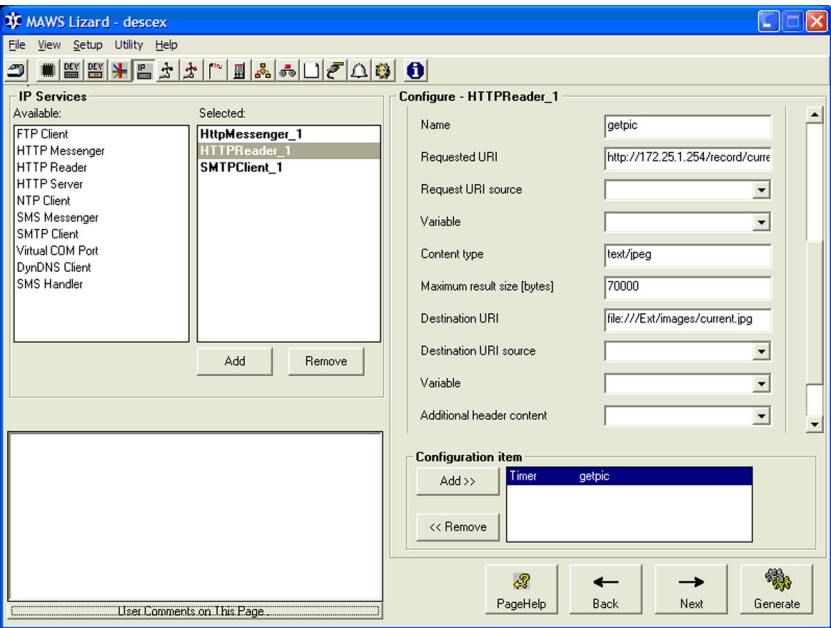 MAWS Lizard - descex
File View Setup Utility Help
DEV DEV IP
IP Services
Available: Selected:
FTP Client
HTTP Messenger
HTTP Reader
HTTP Server
NTP Client
SMS Messenger
SMTP Client
Virtual COM Port
DynDNS Client
SMS Handler
HttpMessenger_1
HTTPReader_1
SMTPClient_1
Add Remove
User Comments on This Page..
Configure - HTTPReader_1
Name getpic
Requested URI http://172.25.1.254/record/curre
Request URI source
Variable
Content type text/jpeg
Maximum result size [bytes] 70000
Destination URI file:///Ext/images/current.jpg
Destination URI source
Variable
Additional header content
Configuration item
Add >>
<< Remove
Timer getpic
PageHelp Back Next Generate